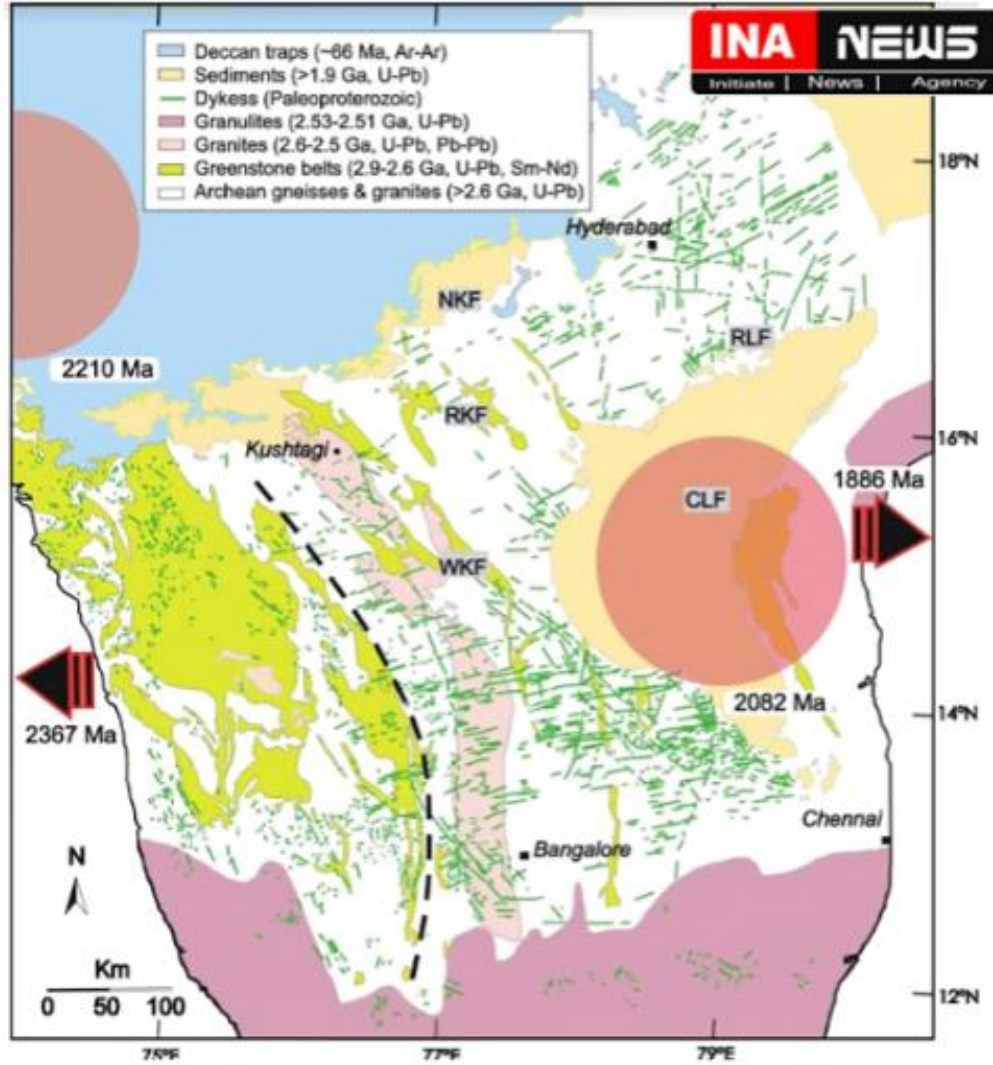 INA NEWS
Initiate | News | Agency
Deccan traps (~66 Ma, Ar-Ar)
Sediments (>1.9 Ga, U-Pb)
Dykess (Paleoproterozoic)
Granulites (2.53-2.51 Ga, U-Pb)
Granites (2.6-2.5 Ga, U-Pb, Pb-Pb)
Greenstone belts (2.9-2.6 Ga, U-Pb, Sm-Nd)
Archean gneisses & granites (>2.6 Ga, U-Pb)
18°N
Hyderabad
NKF
RLF
2210 Ma
RKF
16°N
Kushtagi
1886 Ma
CLF
WKF
2082 Ma
14°N
2367 Ma
Chennai
Bangalore
N
Km
0 50 100
12°N
75°E 77°E 79°E